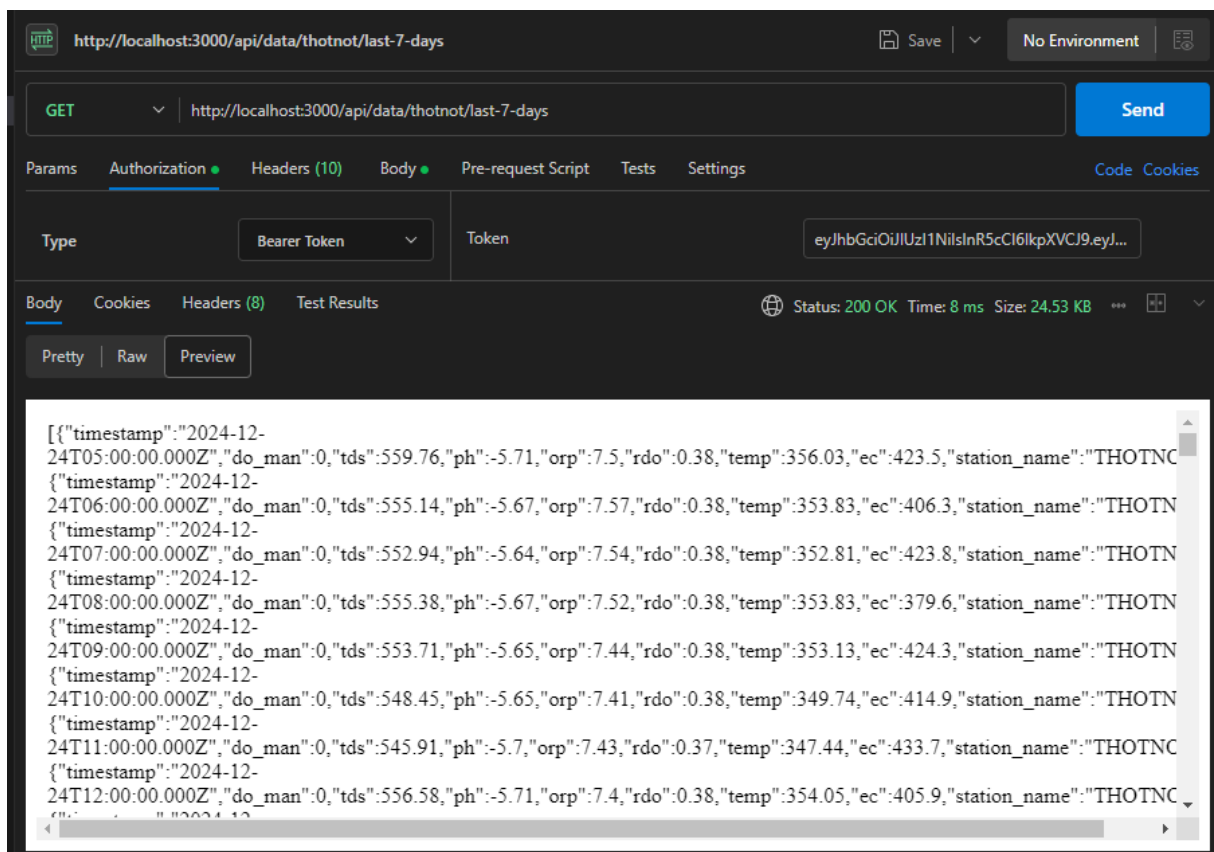 HTTP http://localhost:3000/api/data/thotnot/last-7-days Save No Environment
GET http://localhost:3000/api/data/thotnot/last-7-days Send
Params Authorization Headers (10) Body Pre-request Script Tests Settings Code Cookies
Type Bearer Token Token eyJhbGciOiJIUzI1NiIsInR5cCI6IkpXVCJ9.eyJ...
Body Cookies Headers (8) Test Results Status: 200 OK Time: 8 ms Size: 24.53 KB
Pretty Raw Preview
[{"timestamp":"2024-12-
24T05:00:00.000Z","do_man":0,"tds":559.76,"ph":-5.71,"orp":7.5,"rdo":0.38,"temp":356.03,"ec":423.5,"station_name":"THOTNO
{"timestamp":"2024-12-
24T06:00:00.000Z","do_man":0,"tds":555.14,"ph":-5.67,"orp":7.57,"rdo":0.38,"temp":353.83,"ec":406.3,"station_name":"THOTN
{"timestamp":"2024-12-
24T07:00:00.000Z","do_man":0,"tds":552.94,"ph":-5.64,"orp":7.54,"rdo":0.38,"temp":352.81,"ec":423.8,"station_name":"THOTN
{"timestamp":"2024-12-
24T08:00:00.000Z","do_man":0,"tds":555.38,"ph":-5.67,"orp":7.52,"rdo":0.38,"temp":353.83,"ec":379.6,"station_name":"THOTN
{"timestamp":"2024-12-
24T09:00:00.000Z","do_man":0,"tds":553.71,"ph":-5.65,"orp":7.44,"rdo":0.38,"temp":353.13,"ec":424.3,"station_name":"THOTN
{"timestamp":"2024-12-
24T10:00:00.000Z","do_man":0,"tds":548.45,"ph":-5.65,"orp":7.41,"rdo":0.38,"temp":349.74,"ec":414.9,"station_name":"THOTN
{"timestamp":"2024-12-
24T11:00:00.000Z","do_man":0,"tds":545.91,"ph":-5.7,"orp":7.43,"rdo":0.37,"temp":347.44,"ec":433.7,"station_name":"THOTNO
{"timestamp":"2024-12-
24T12:00:00.000Z","do_man":0,"tds":556.58,"ph":-5.71,"orp":7.4,"rdo":0.38,"temp":354.05,"ec":405.9,"station_name":"THOTNO